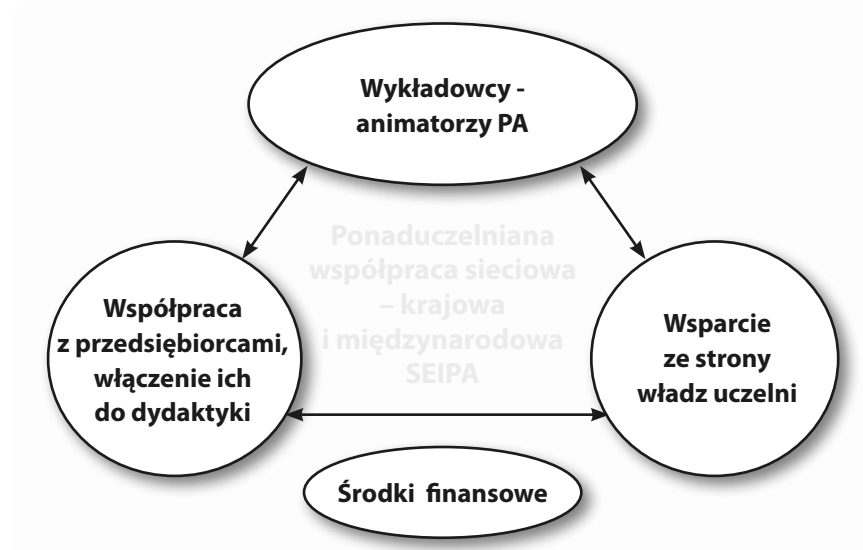 Wykładowcy -
animatorzy PA
Ponaduczelniana
współpraca sieciowa
– krajowa
i międzynarodowa
SEIPA
Współpraca
z przedsiębiorcami,
włączenie ich
do dydaktyki
Wsparcie
ze strony
władz uczelni
Środki finansowe